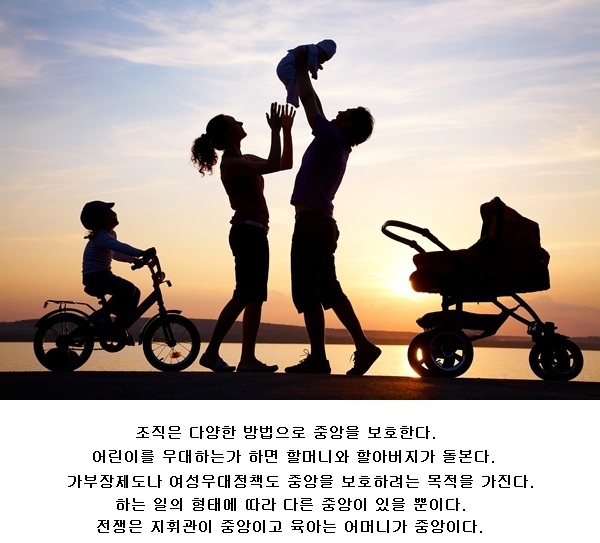 조직은 다양한 방법으로 중앙을 보호한다.
어린이를 우대하는가 하면 할머니와 할아버지가 돌본다.
가부장제도나 여성우대정책도 중앙을 보호하려는 목적을 가진다.
하는 일의 형태에 따라 다른 중앙이 있을 뿐이다.
전쟁은 지휘관이 중앙이고 육아는 어머니가 중앙이다.